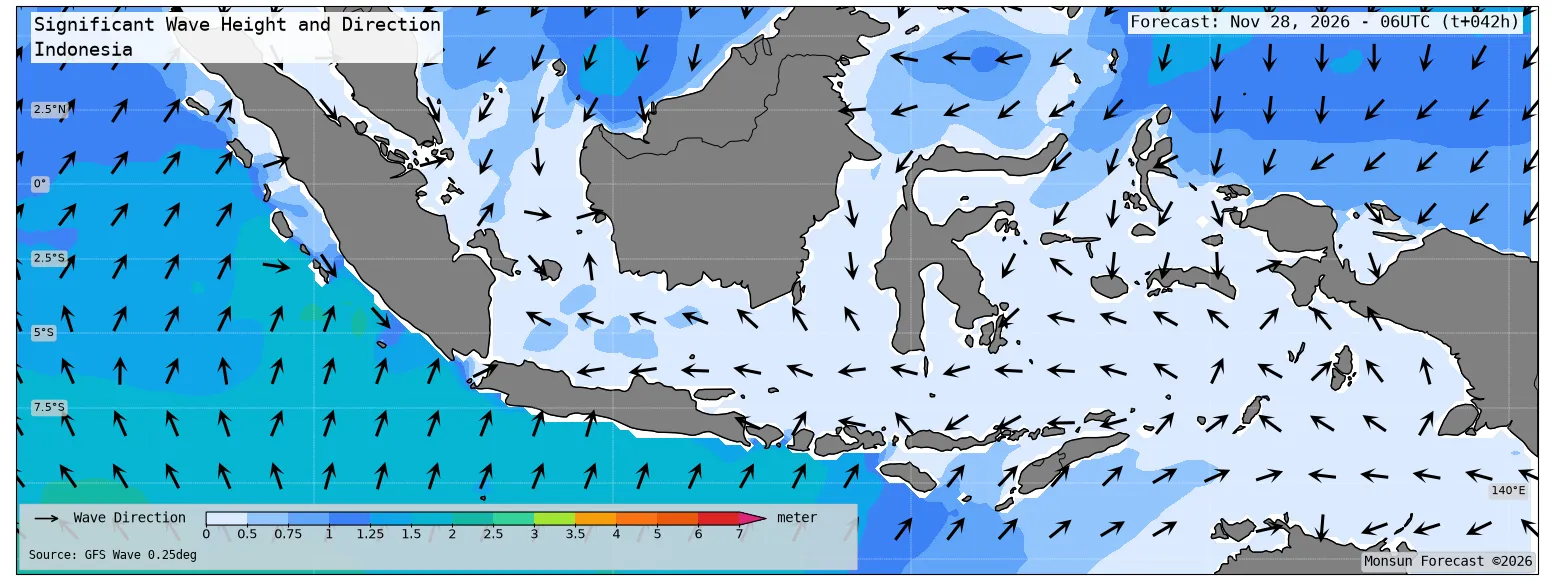 Significant Wave Height and Direction
Indonesia
Forecast: Nov 28, 2026 - 06UTC (t+042h)
2.5°N
0°
2.5°S
5°S
7.5°S
140°E
Wave Direction
0 0.5 0.75 1 1.25 1.5 2 2.5 3 3.5 4 5 6 7
meter
Source: GFS Wave 0.25deg
Monsun Forecast ©2026